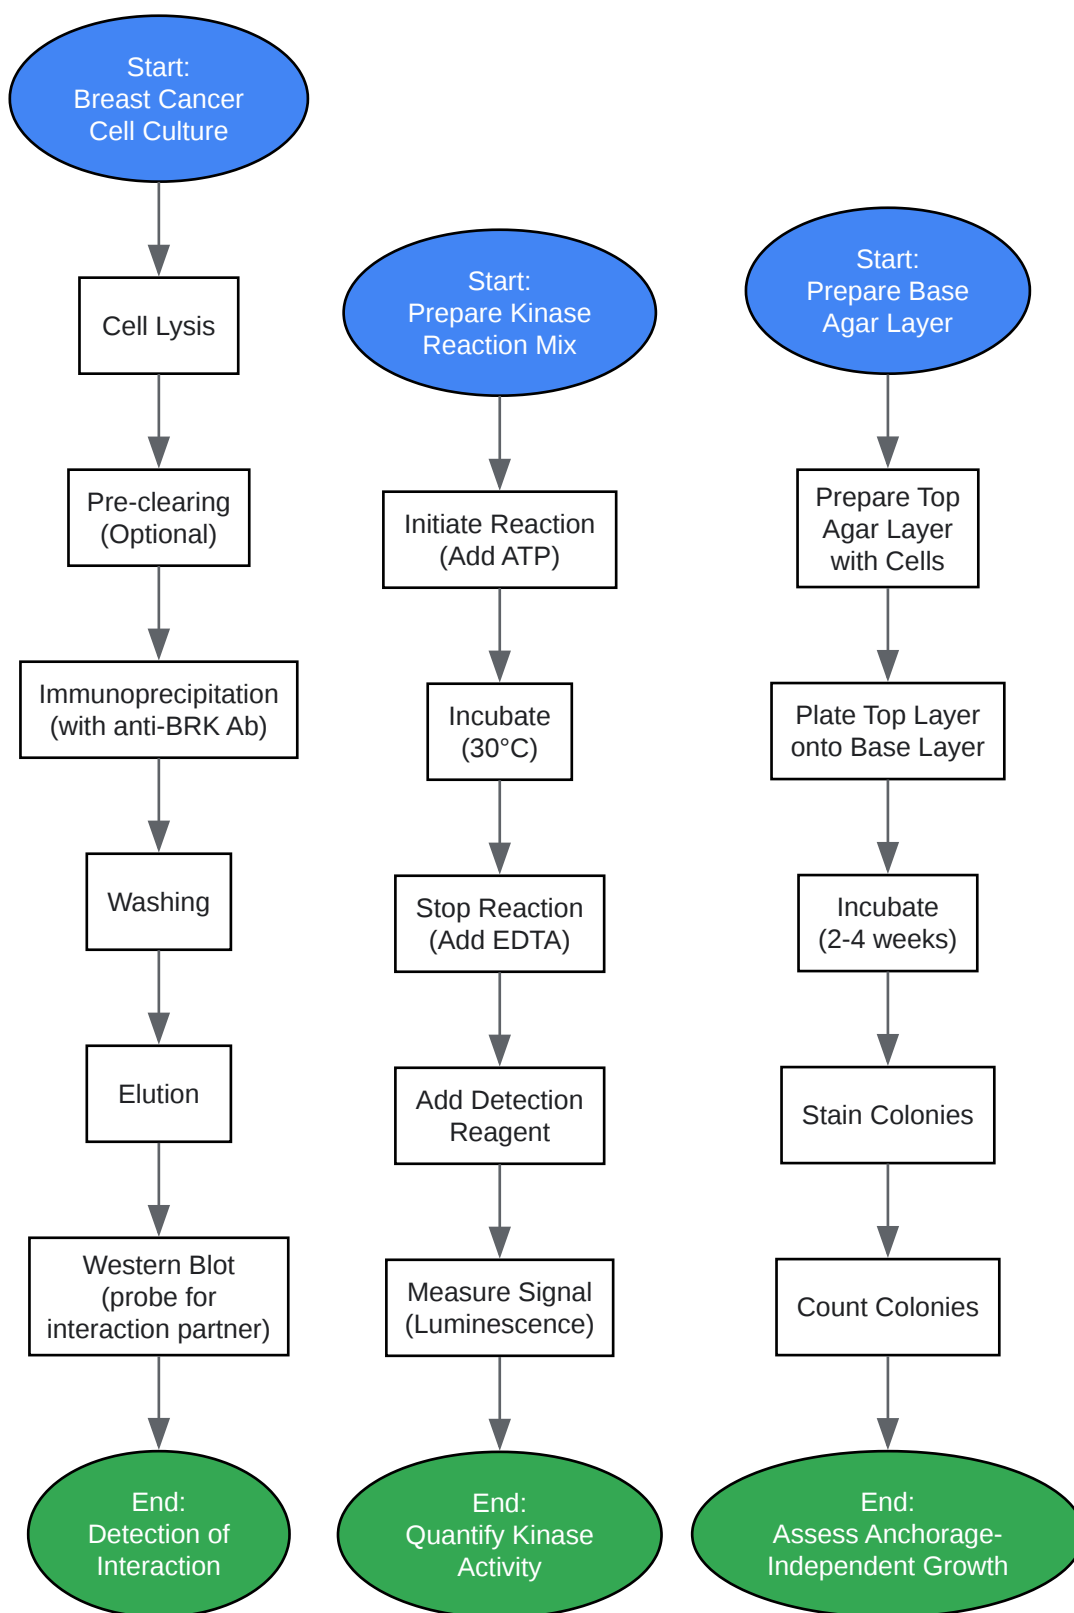 Start:
Breast Cancer
Cell Culture
Cell Lysis
Pre-clearing
(Optional)
Immunoprecipitation
(with anti-BRK Ab)
Washing
Elution
Western Blot
(probe for
interaction partner)
End:
Detection of
Interaction
Start:
Prepare Kinase
Reaction Mix
Initiate Reaction
(Add ATP)
Incubate
(30°C)
Stop Reaction
(Add EDTA)
Add Detection
Reagent
Measure Signal
(Luminescence)
End:
Quantify Kinase
Activity
Start:
Prepare Base
Agar Layer
Prepare Top
Agar Layer
with Cells
Plate Top Layer
onto Base Layer
Incubate
(2-4 weeks)
Stain Colonies
Count Colonies
End:
Assess Anchorage-
Independent Growth